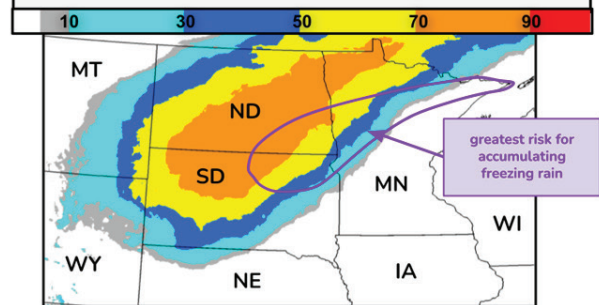 10 30 50 70 90
MT
ND
SD
greatest risk for
accumulating
freezing rain
MN
WI
WY
NE
IA